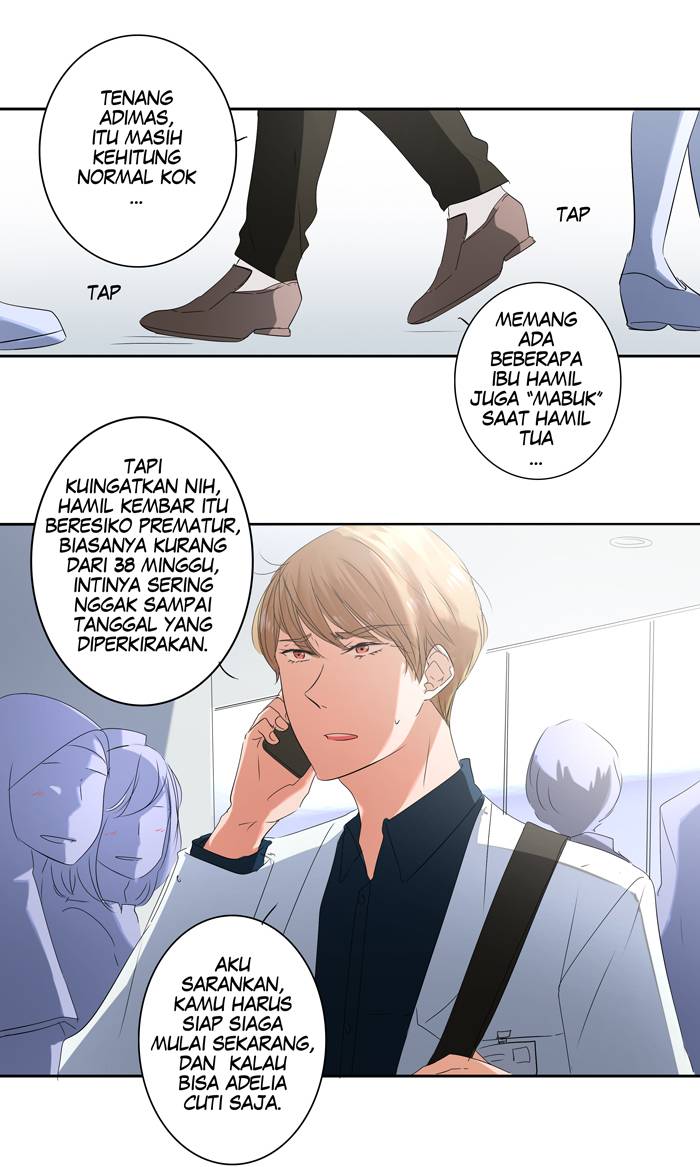 TENANG
ADIMAS,
ITU MASIH
KEHITUNG
NORMAL KOK
...
TAP
TAP
MEMANG
ADA
BEBERAPA
IBU HAMIL
JUGA "MABUK"
SAAT HAMIL
TUA
...
TAPI
KUINGATKAN NIH,
HAMIL KEMBAR ITU
BERESIKO PREMATUR,
BIASANYA KURANG
DARI 38 MINGGU,
INTINYA SERING
NGGAK SAMPAI
TANGGAL YANG
DIPERKIRAKAN.
AKU
SARANKAN,
KAMU HARUS
SIAP SIAGA
MULAI SEKARANG,
DAN KALAU
BISA ADELIA
CUTI SAJA.